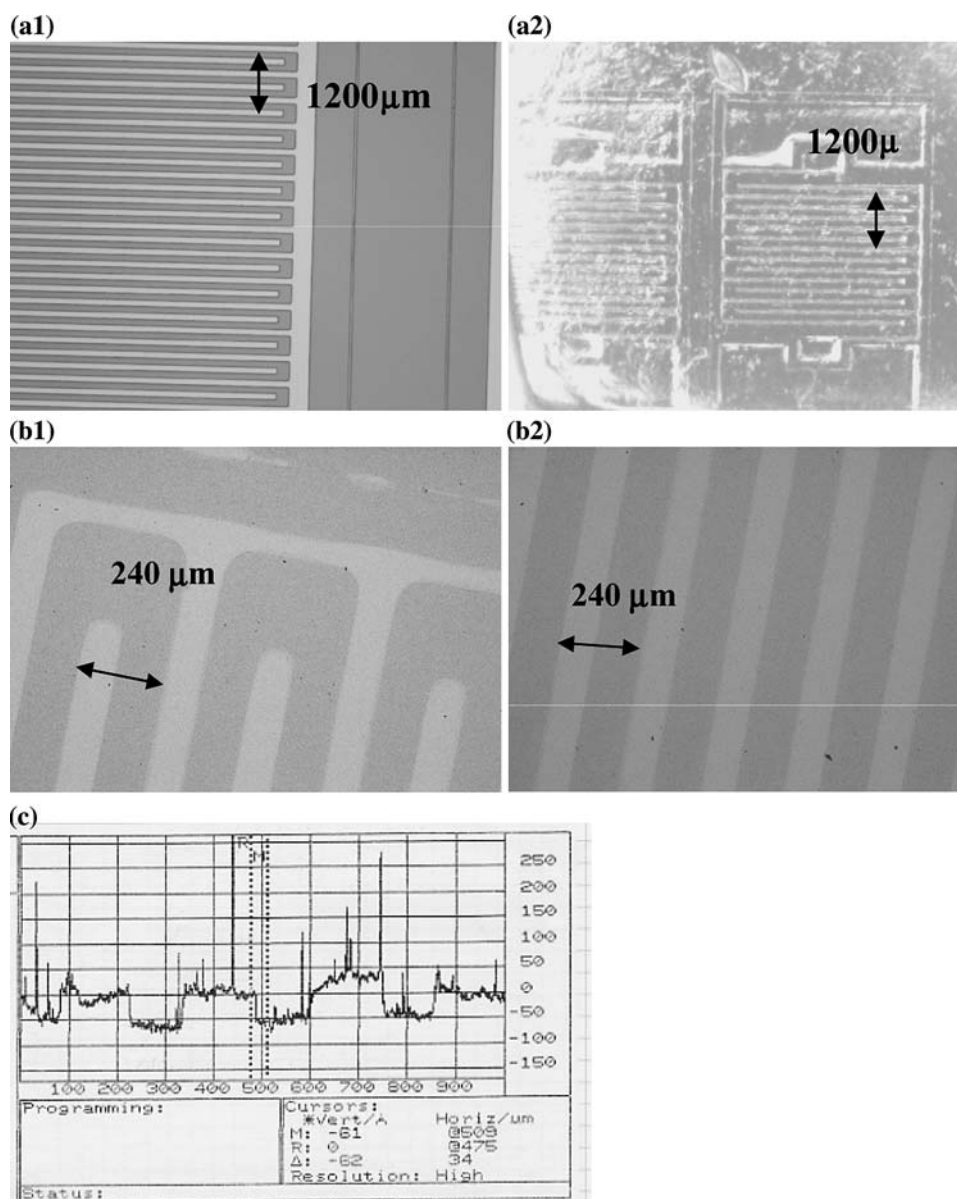 (a1)
(a2)
1200µm
1200µ
(b1)
(b2)
240 µm
240 µm
(c)
R
M
250
200
150
100
50
0
-50
-100
-150
100 200 300 400 500 600 700 800 900
Programming:
Cursors:
*Vert/A Horiz/µm
M: -61 @509
R: 0 @475
Δ: -62 34
Resolution: High
Status: